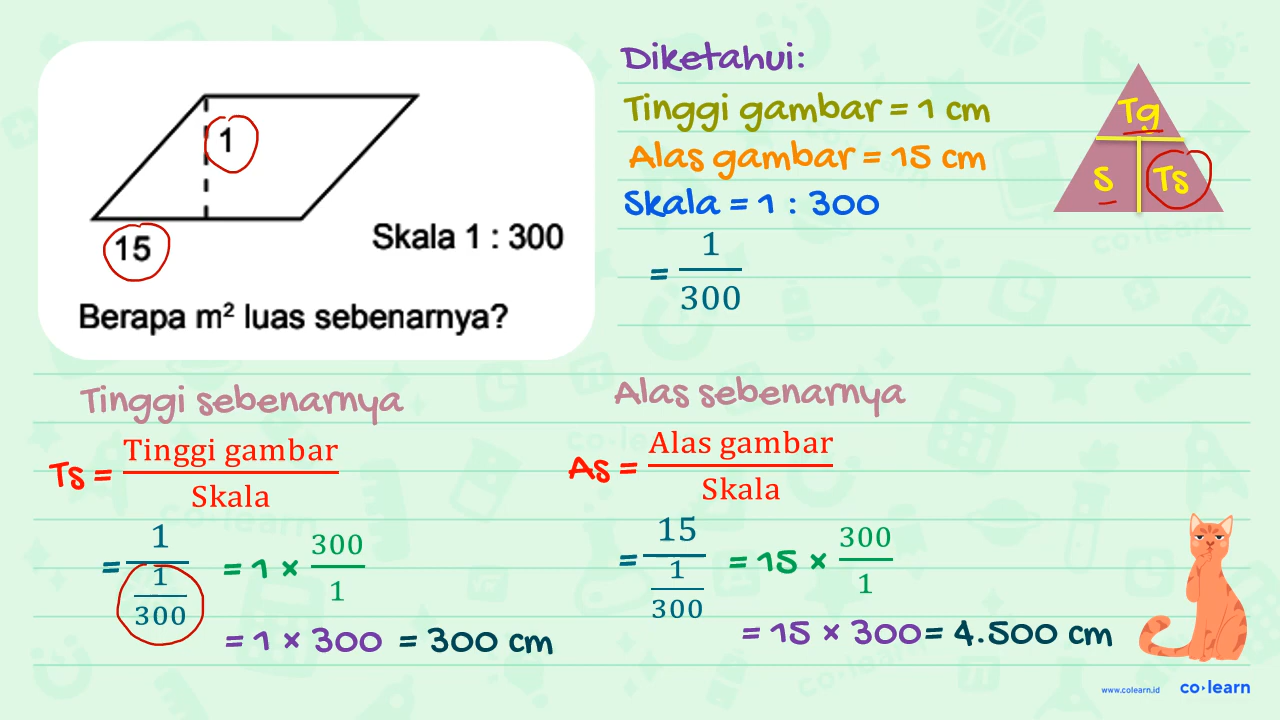 1
15
Skala 1 : 300
Berapa m² luas sebenarnya?
Diketahui:
Tinggi gambar = 1 cm
Alas gambar = 15 cm
Skala = 1 : 300
= 1/300
Tg
S Ts
Tinggi sebenarnya
Ts = Tinggi gambar/Skala
= 1/(1/300) = 1 × 300/1
= 1 × 300 = 300 cm
Alas sebenarnya
As = Alas gambar/Skala
= 15/(1/300) = 15 × 300/1
= 15 × 300 = 4.500 cm
www.colearn.id co·learn